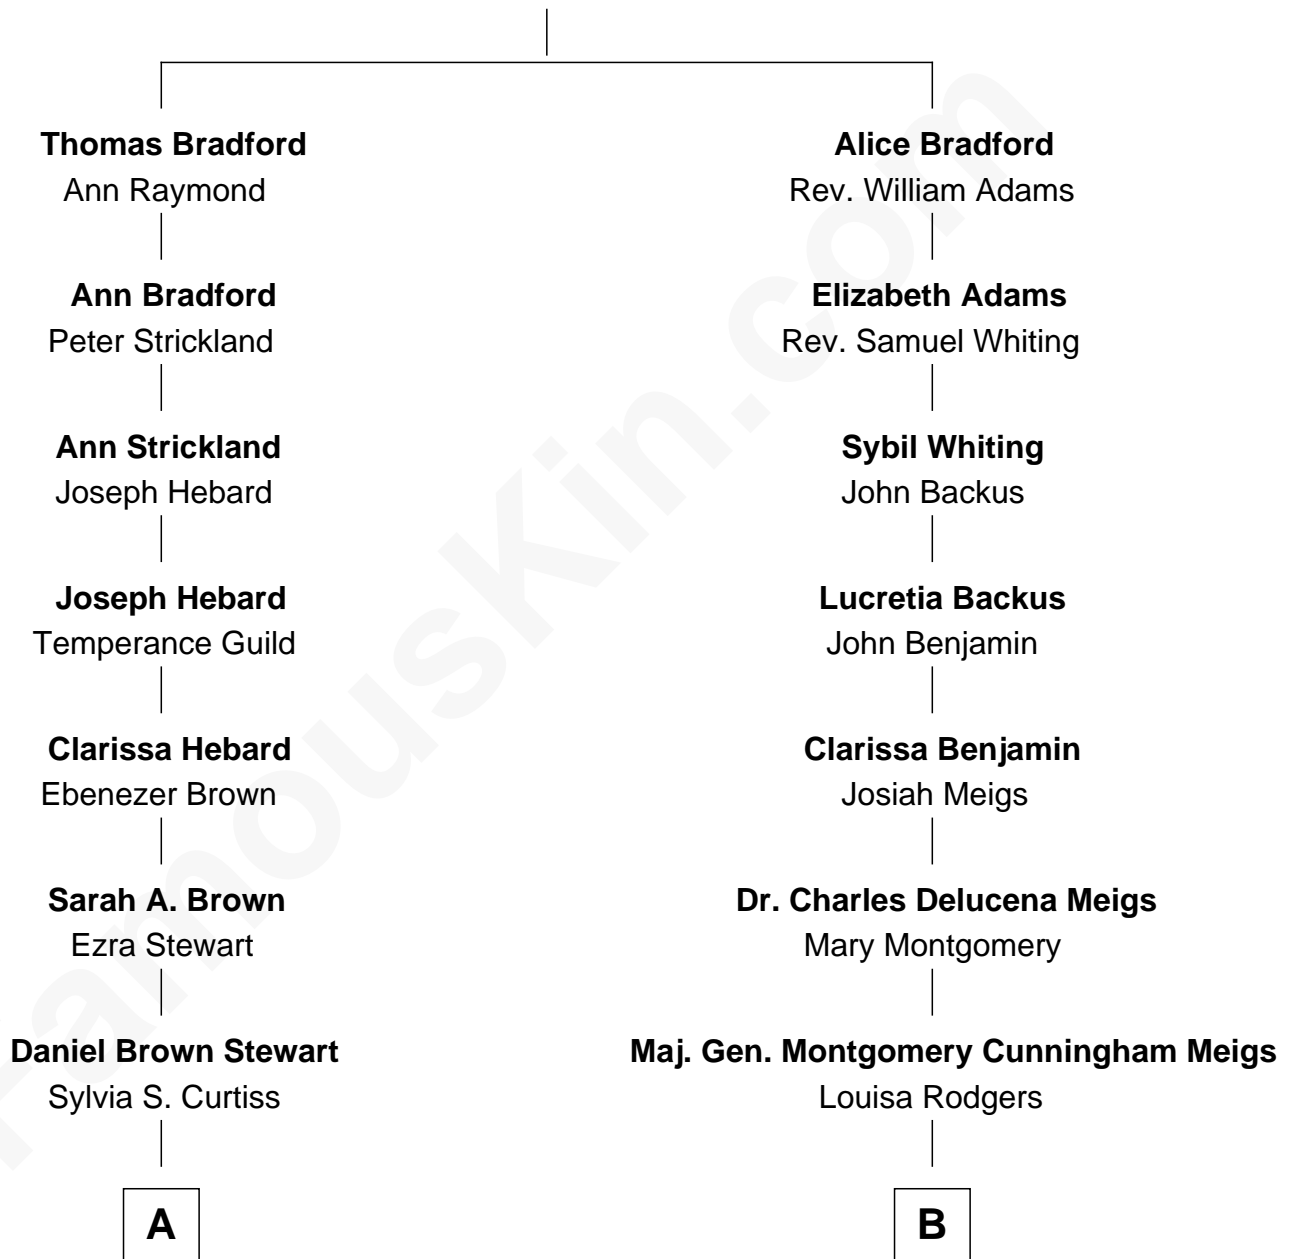 Thomas Bradford
Ann Raymond
Alice Bradford
Rev. William Adams
Ann Bradford
Peter Strickland
Elizabeth Adams
Rev. Samuel Whiting
Ann Strickland
Joseph Hebard
Sybil Whiting
John Backus
Joseph Hebard
Temperance Guild
Lucretia Backus
John Benjamin
Clarissa Hebard
Ebenezer Brown
Clarissa Benjamin
Josiah Meigs
Sarah A. Brown
Ezra Stewart
Dr. Charles Delucena Meigs
Mary Montgomery
Daniel Brown Stewart
Sylvia S. Curtiss
Maj. Gen. Montgomery Cunningham Meigs
Louisa Rodgers
A
B
FamousKin.com